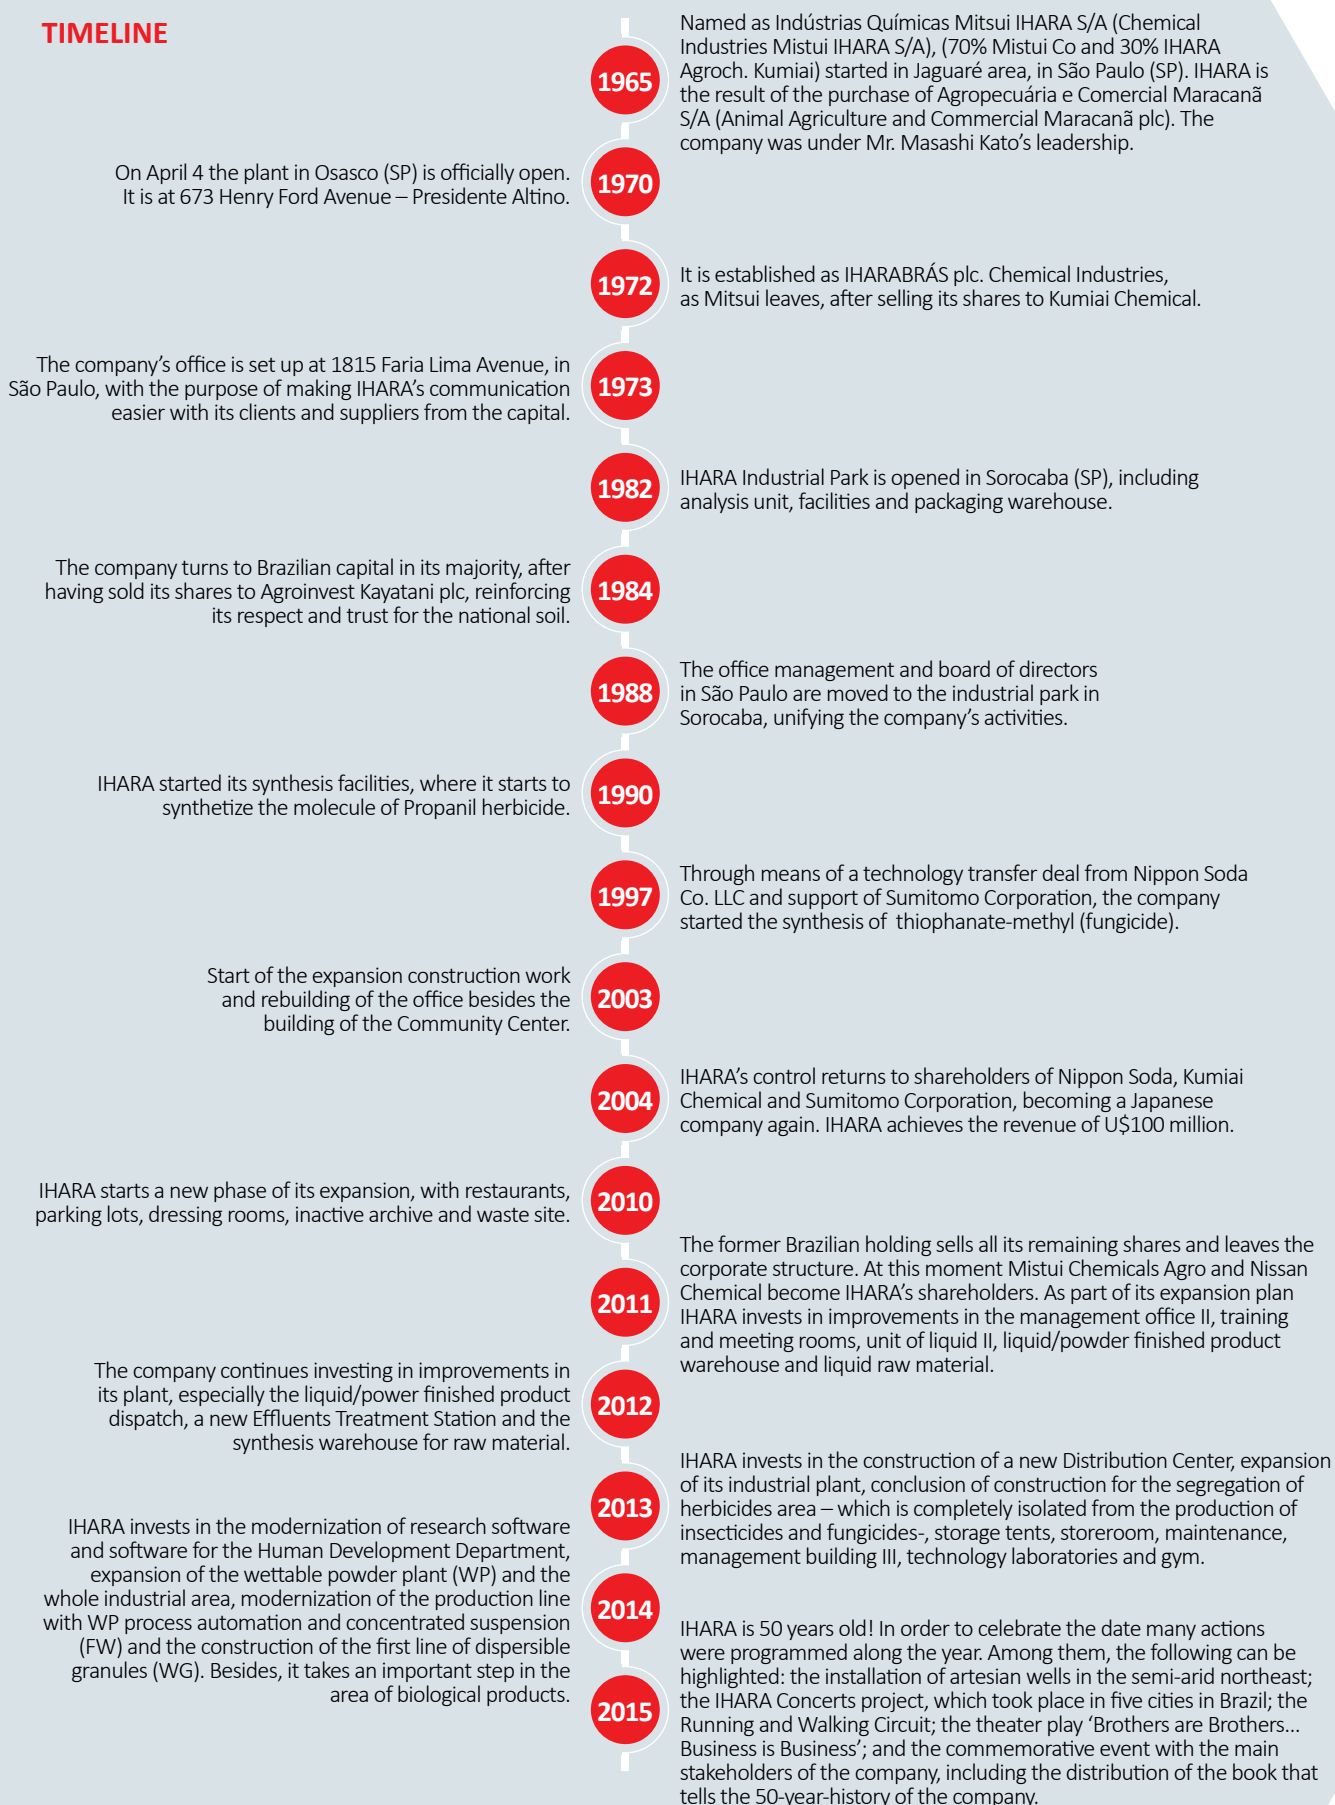 TIMELINE
1965
Named as Indústrias Químicas Mitsui IHARA S/A (Chemical
Industries Mistui IHARA S/A), (70% Mistui Co and 30% IHARA
Agroch. Kumiai) started in Jaguaré area, in São Paulo (SP). IHARA is
the result of the purchase of Agropecuária e Comercial Maracanã
S/A (Animal Agriculture and Commercial Maracanã plc). The
company was under Mr. Masashi Kato’s leadership.
On April 4 the plant in Osasco (SP) is officially open.
It is at 673 Henry Ford Avenue – Presidente Altino.
1970
1972
It is established as IHARABRÁS plc. Chemical Industries,
as Mitsui leaves, after selling its shares to Kumiai Chemical.
The company’s office is set up at 1815 Faria Lima Avenue, in
São Paulo, with the purpose of making IHARA’s communication
easier with its clients and suppliers from the capital.
1973
1982
IHARA Industrial Park is opened in Sorocaba (SP), including
analysis unit, facilities and packaging warehouse.
The company turns to Brazilian capital in its majority, after
having sold its shares to Agroinvest Kayatani plc, reinforcing
its respect and trust for the national soil.
1984
1988
The office management and board of directors
in São Paulo are moved to the industrial park in
Sorocaba, unifying the company’s activities.
IHARA started its synthesis facilities, where it starts to
synthetize the molecule of Propanil herbicide.
1990
1997
Through means of a technology transfer deal from Nippon Soda
Co. LLC and support of Sumitomo Corporation, the company
started the synthesis of thiophanate-methyl (fungicide).
Start of the expansion construction work
and rebuilding of the office besides the
building of the Community Center.
2003
2004
IHARA’s control returns to shareholders of Nippon Soda, Kumiai
Chemical and Sumitomo Corporation, becoming a Japanese
company again. IHARA achieves the revenue of U$100 million.
IHARA starts a new phase of its expansion, with restaurants,
parking lots, dressing rooms, inactive archive and waste site.
2010
2011
The former Brazilian holding sells all its remaining shares and leaves the
corporate structure. At this moment Mistui Chemicals Agro and Nissan
Chemical become IHARA’s shareholders. As part of its expansion plan
IHARA invests in improvements in the management office II, training
and meeting rooms, unit of liquid II, liquid/powder finished product
warehouse and liquid raw material.
The company continues investing in improvements in
its plant, especially the liquid/power finished product
dispatch, a new Effluents Treatment Station and the
synthesis warehouse for raw material.
2012
2013
IHARA invests in the construction of a new Distribution Center, expansion
of its industrial plant, conclusion of construction for the segregation of
herbicides area – which is completely isolated from the production of
insecticides and fungicides-, storage tents, storeroom, maintenance,
management building III, technology laboratories and gym.
IHARA invests in the modernization of research software
and software for the Human Development Department,
expansion of the wettable powder plant (WP) and the
whole industrial area, modernization of the production line
with WP process automation and concentrated suspension
(FW) and the construction of the first line of dispersible
granules (WG). Besides, it takes an important step in the
area of biological products.
2014
2015
IHARA is 50 years old! In order to celebrate the date many actions
were programmed along the year. Among them, the following can be
highlighted: the installation of artesian wells in the semi-arid northeast;
the IHARA Concerts project, which took place in five cities in Brazil; the
Running and Walking Circuit; the theater play ‘Brothers are Brothers...
Business is Business’; and the commemorative event with the main
stakeholders of the company, including the distribution of the book that
tells the 50-year-history of the company.